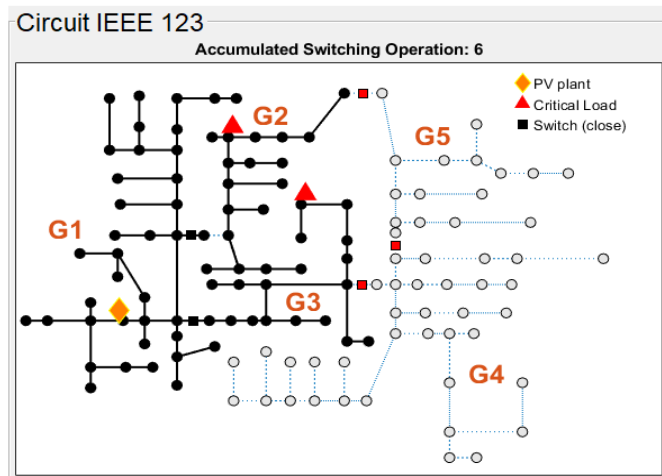 Circuit IEEE 123
Accumulated Switching Operation: 6
PV plant
Critical Load
Switch (close)
G2
G5
G1
G3
G4